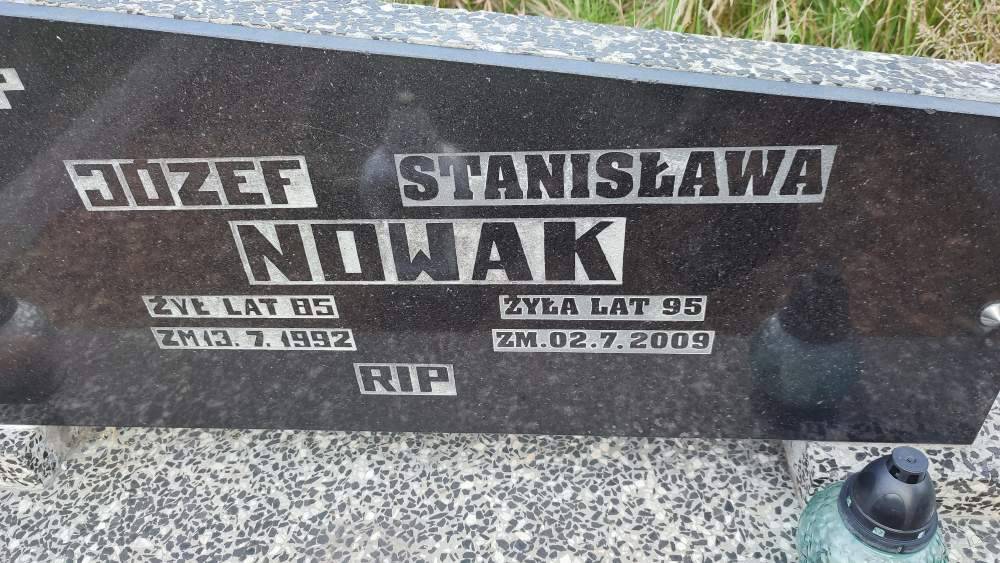 JÓZEF STANISŁAWA
NOWAK
ŻYŁ LAT 85 ŻYŁA LAT 95
ZM 13.7.1992 ZM.02.7.2009
RIP